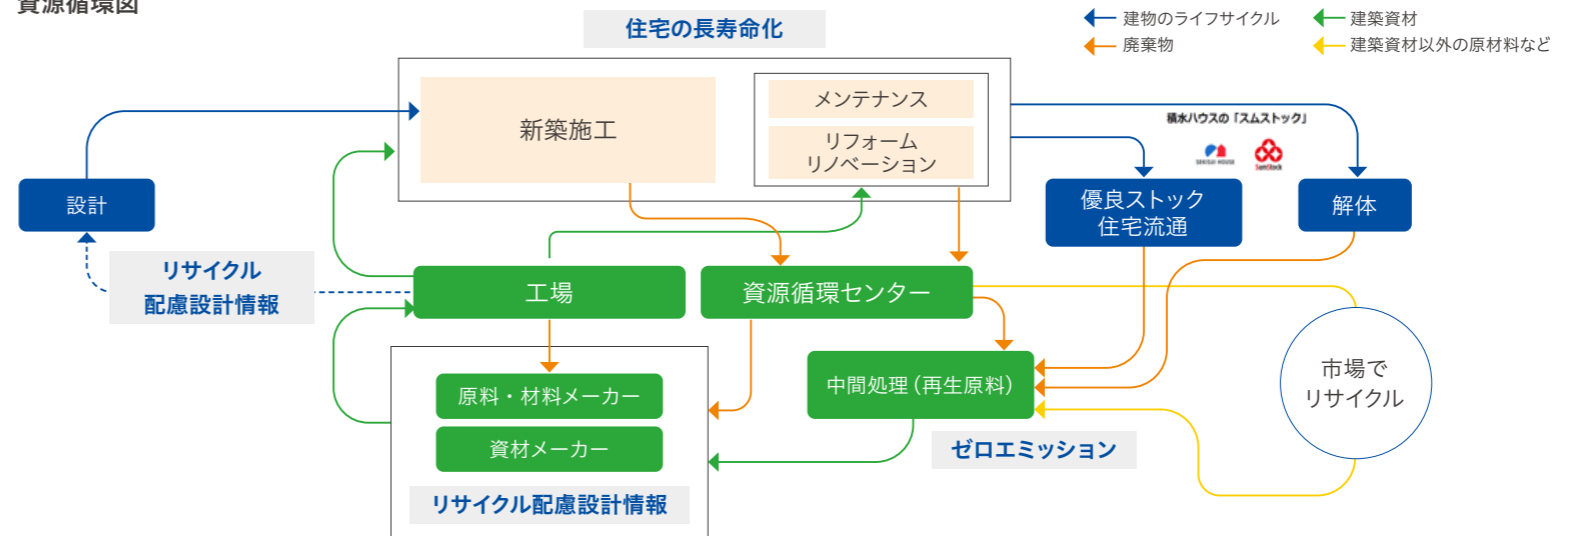 資源循環図
住宅の長寿命化
建物のライフサイクル
建築資材
廃棄物
建築資材以外の原材料など
新築施工
メンテナンス
リフォーム
リノベーション
積水ハウスの「スムストック」
SEKISUI HOUSE
SumStock
設計
優良ストック
住宅流通
解体
リサイクル
配慮設計情報
工場
資源循環センター
市場で
リサイクル
中間処理（再生原料）
原料・材料メーカー
資材メーカー
ゼロエミッション
リサイクル配慮設計情報